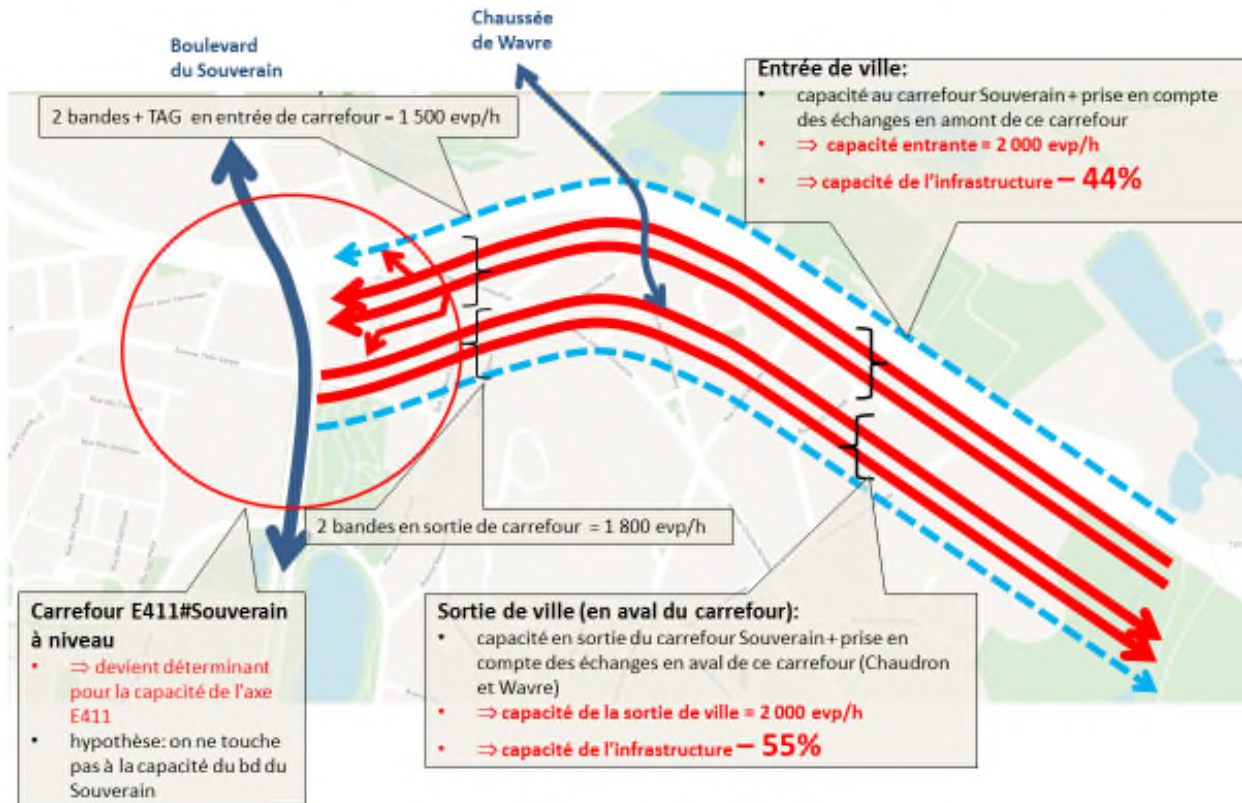 Chaussée
de Wavre
Boulevard
du Souverain
Entrée de ville:
• capacité au carrefour Souverain + prise en compte
des échanges en amont de ce carrefour
• ⇒ capacité entrante = 2 000 evp/h
• ⇒ capacité de l'infrastructure – 44%
2 bandes + TAG en entrée de carrefour = 1 500 evp/h
2 bandes en sortie de carrefour = 1 800 evp/h
Carrefour E411#Souverain
à niveau
• ⇒ devient déterminant
pour la capacité de l'axe
E411
• hypothèse: on ne touche
pas à la capacité du bd du
Souverain
Sortie de ville (en aval du carrefour):
• capacité en sortie du carrefour Souverain + prise en
compte des échanges en aval de ce carrefour (Chaudron
et Wavre)
• ⇒ capacité de la sortie de ville = 2 000 evp/h
• ⇒ capacité de l'infrastructure – 55%